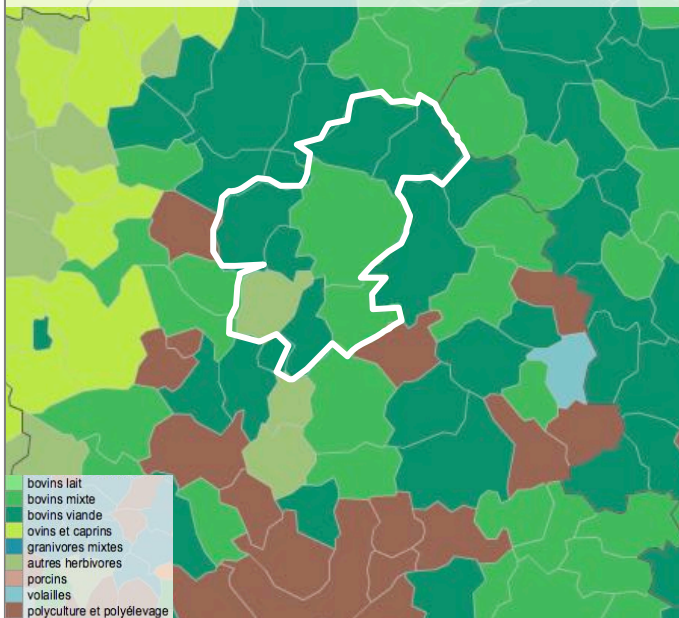 bovins lait
bovins mixte
bovins viande
ovins et caprins
granivores mixtes
autres herbivores
porcins
volailles
polyculture et polyélevage